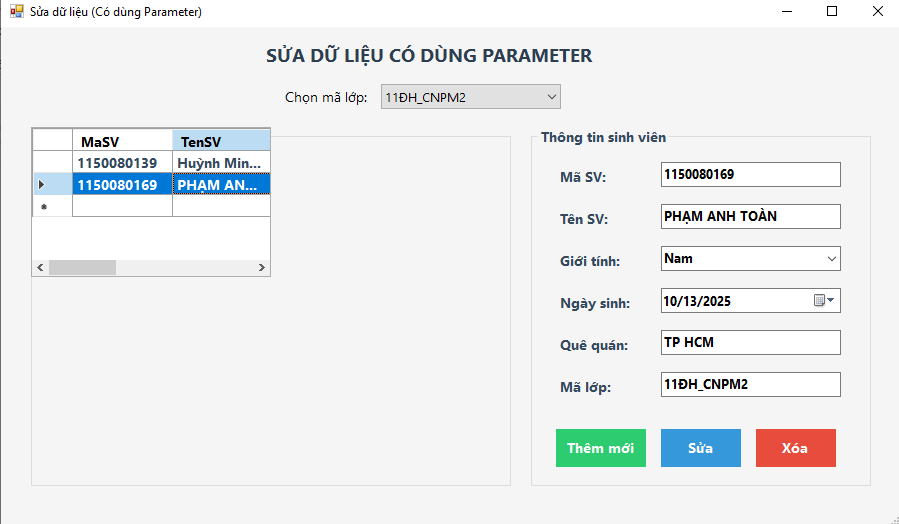 Sửa dữ liệu (Có dùng Parameter)
SỬA DỮ LIỆU CÓ DÙNG PARAMETER
Chọn mã lớp: 11ĐH_CNPM2
MaSV TenSV
1150080139 Huỳnh Min...
1150080169 PHẠM AN...
Thông tin sinh viên
Mã SV: 1150080169
Tên SV: PHẠM ANH TOÀN
Giới tính: Nam
Ngày sinh: 10/13/2025
Quê quán: TP HCM
Mã lớp: 11ĐH_CNPM2
Thêm mới Sửa Xóa